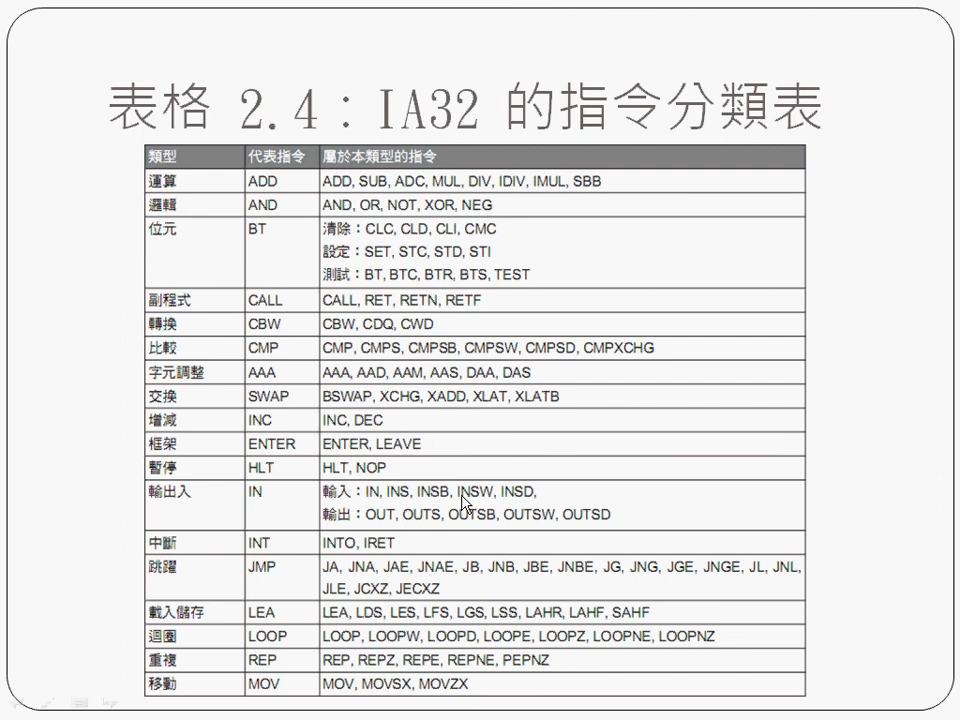 表格 2.4：IA32 的指令分類表
類型 代表指令 屬於本類型的指令
運算 ADD ADD, SUB, ADC, MUL, DIV, IDIV, IMUL, SBB
邏輯 AND AND, OR, NOT, XOR, NEG
位元 BT 清除：CLC, CLD, CLI, CMC
設定：SET, STC, STD, STI
測試：BT, BTC, BTR, BTS, TEST
副程式 CALL CALL, RET, RETN, RETF
轉換 CBW CBW, CDQ, CWD
比較 CMP CMP, CMPS, CMPSB, CMPSW, CMPSD, CMPXCHG
字元調整 AAA AAA, AAD, AAM, AAS, DAA, DAS
交換 SWAP BSWAP, XCHG, XADD, XLAT, XLATB
增減 INC INC, DEC
框架 ENTER ENTER, LEAVE
暫停 HLT HLT, NOP
輸出入 IN 輸入：IN, INS, INSB, INSW, INSD,
輸出：OUT, OUTS, OUTSB, OUTSW, OUTSD
中斷 INT INTO, IRET
跳躍 JMP JA, JNA, JAE, JNAE, JB, JNB, JBE, JNBE, JG, JNG, JGE, JNGE, JL, JNL,
JLE, JCXZ, JECXZ
載入儲存 LEA LEA, LDS, LES, LFS, LGS, LSS, LAHR, LAHF, SAHF
迴圈 LOOP LOOP, LOOPW, LOOPD, LOOPE, LOOPZ, LOOPNE, LOOPNZ
重複 REP REP, REPZ, REPE, REPNE, PEPNZ
移動 MOV MOV, MOVSX, MOVZX